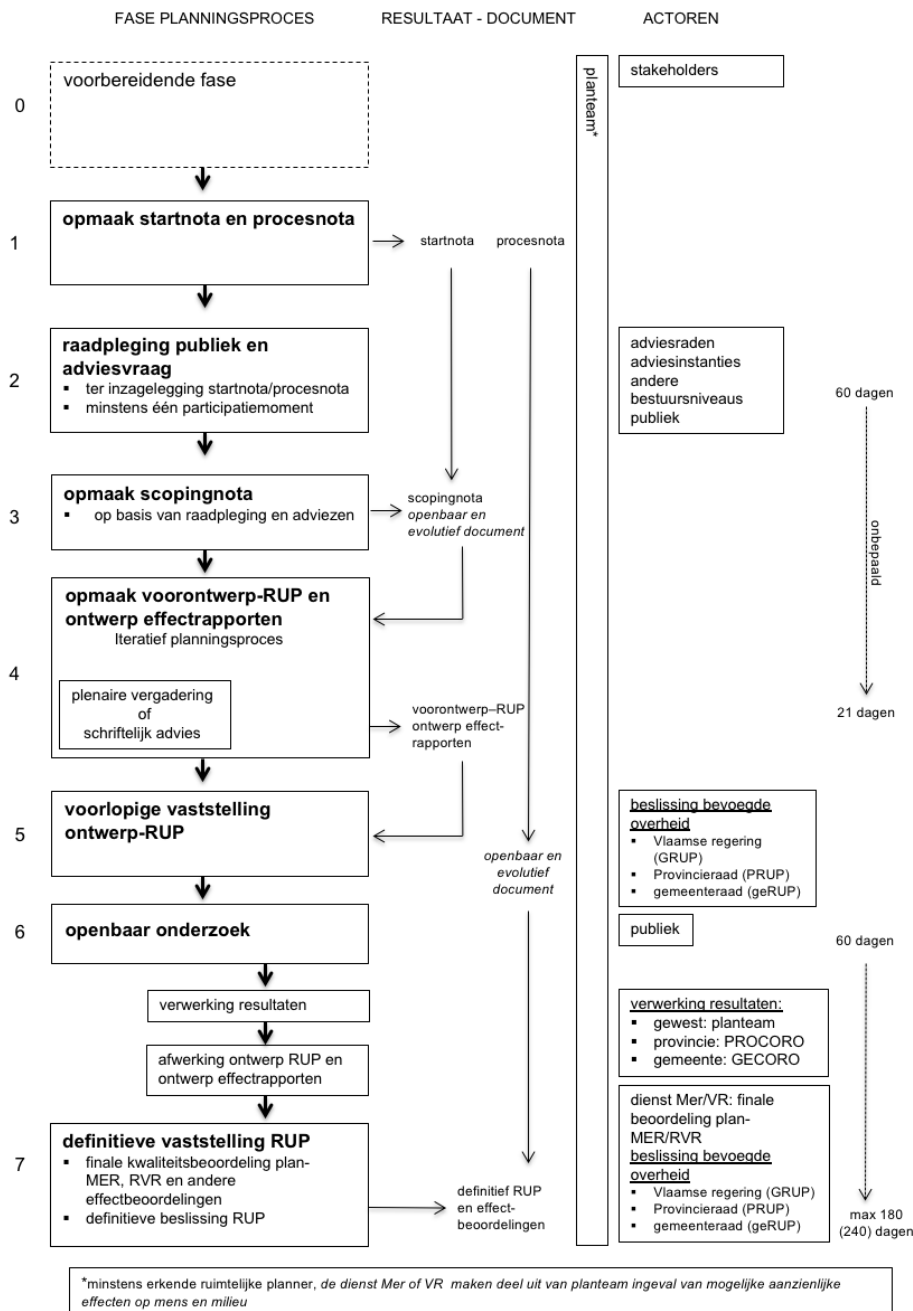 FASE PLANNINGSPROCES
RESULTAAT - DOCUMENT
ACTOREN
0
voorbereidende fase
planteam*
stakeholders
1
opmaak startnota en procesnota
startnota
procesnota
2
raadpleging publiek en
adviesvraag
▪ ter inzagelegging startnota/procesnota
▪ minstens één participatiemoment
adviesraden
adviesinstanties
andere
bestuursniveaus
publiek
60 dagen
3
opmaak scopingnota
▪ op basis van raadpleging en adviezen
scopingnota
openbaar en
evolutief document
onbepaald
4
opmaak voorontwerp-RUP en
ontwerp effectrapporten
Iteratief planningsproces
plenaire vergadering
of
schriftelijk advies
voorontwerp–RUP
ontwerp effect-
rapporten
21 dagen
5
voorlopige vaststelling
ontwerp-RUP
openbaar en
evolutief
document
beslissing bevoegde
overheid
▪ Vlaamse regering
(GRUP)
▪ Provincieraad (PRUP)
▪ gemeenteraad (geRUP)
6
openbaar onderzoek
publiek
60 dagen
verwerking resultaten
verwerking resultaten:
▪ gewest: planteam
▪ provincie: PROCORO
▪ gemeente: GECORO
afwerking ontwerp RUP en
ontwerp effectrapporten
7
definitieve vaststelling RUP
▪ finale kwaliteitsbeoordeling plan-
MER, RVR en andere
effectbeoordelingen
▪ definitieve beslissing RUP
definitief RUP
en effect-
beoordelingen
dienst Mer/VR: finale
beoordeling plan-
MER/RVR
beslissing bevoegde
overheid
▪ Vlaamse regering (GRUP)
▪ Provincieraad (PRUP)
▪ gemeenteraad (geRUP)
max 180
(240) dagen
*minstens erkende ruimtelijke planner, de dienst Mer of VR maken deel uit van planteam ingeval van mogelijke aanzienlijke
effecten op mens en milieu